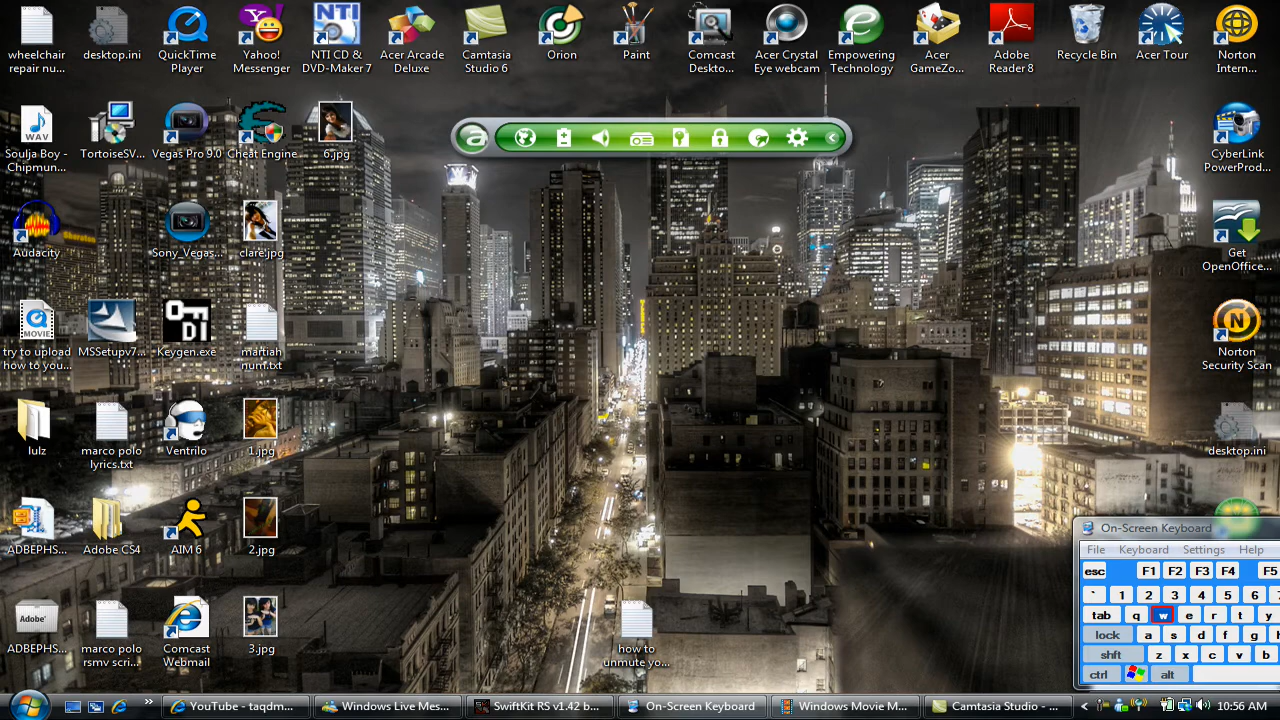 wheelchair
repair nu...
desktop.ini
QuickTime
Player
Yahoo!
Messenger
NTI
NTI CD &
DVD-Maker 7
Acer Arcade
Deluxe
Camtasia
Studio 6
Orion
Paint
Comcast
Deskto...
Acer Crystal
Eye webcam
Empowering
Technology
Acer
GameZo...
Adobe
Reader 8
Recycle Bin
Acer Tour
Norton
Intern...
WAV
Soulja Boy -
Chipmun...
TortoiseSV...
Vegas Pro 9.0
Cheat Engine
6.jpg
a
CyberLink
PowerProd...
Audacity
Sheraton
Sony_Vegas...
clare.jpg
Get
OpenOffice...
MOVIE
try to upload
how to you...
MSSetupv7...
Keygen.exe
martiah
num.txt
N
Norton
Security Scan
lulz
marco polo
lyrics.txt
Ventrilo
1.jpg
desktop.ini
ADBEPHS...
Adobe CS4
AIM 6
2.jpg
Adobe
ADBEPHS...
marco polo
rsmv scri...
Comcast
Webmail
3.jpg
how to
unmute yo...
On-Screen Keyboard
File Keyboard Settings Help
esc F1 F2 F3 F4 F5
` 1 2 3 4 5 6 7
tab q w e r t y
lock a s d f g h
shft z x c v b
ctrl alt
YouTube - taqdm...
Windows Live Mes...
SwiftKit RS v1.42 b...
On-Screen Keyboard
Windows Movie M...
Camtasia Studio - ...
10:56 AM